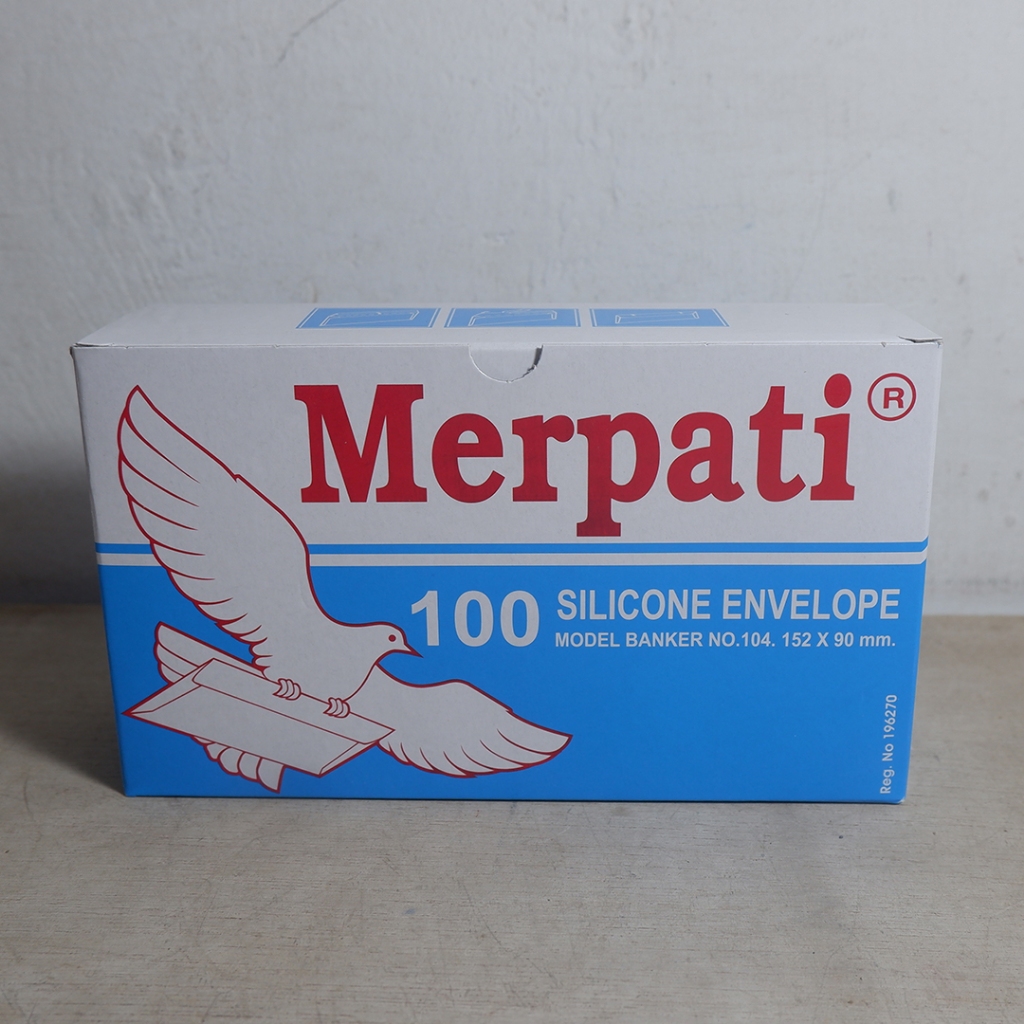 Merpati ®
100 SILICONE ENVELOPE
MODEL BANKER NO.104. 152 X 90 mm.
Reg. No 196270